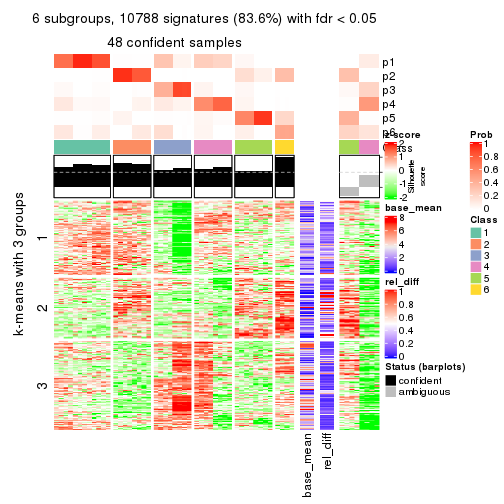 6 subgroups, 10788 signatures (83.6%) with fdr < 0.05
48 confident samples
p1
p2
p3
p4
p5
p6
Class
z-score
2
1
0
-1
-2
Silhouette
score
Prob
1
0.8
0.6
0.4
0.2
0
base_mean
8
6
4
2
0
Class
1
2
3
4
5
6
rel_diff
1
0.8
0.6
0.4
0.2
0
Status (barplots)
confident
ambiguous
k-means with 3 groups
1
2
3
base_mean
rel_diff